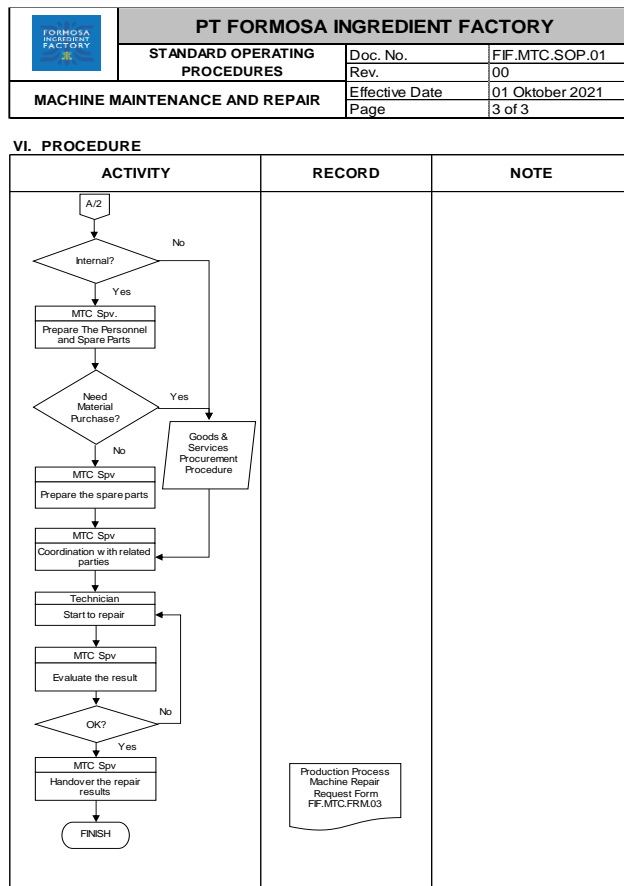 FORMOSA
INGREDIENT
FACTORY
PT FORMOSA INGREDIENT FACTORY
STANDARD OPERATING
PROCEDURES
Doc. No.
FIF.MTC.SOP.01
Rev.
00
MACHINE MAINTENANCE AND REPAIR
Effective Date
01 Oktober 2021
Page
3 of 3
VI. PROCEDURE
ACTIVITY
RECORD
NOTE
A/2
No
Internal?
Yes
MTC Spv.
Prepare The Personnel
and Spare Parts
Need
Material
Purchase?
Yes
Goods &
Services
Procurement
Procedure
No
MTC Spv
Prepare the spare parts
MTC Spv
Coordination with related
parties
Technician
Start to repair
MTC Spv
Evaluate the result
No
OK?
Yes
MTC Spv
Handover the repair
results
Production Process
Machine Repair
Request Form
FIF.MTC.FRM.03
FINISH